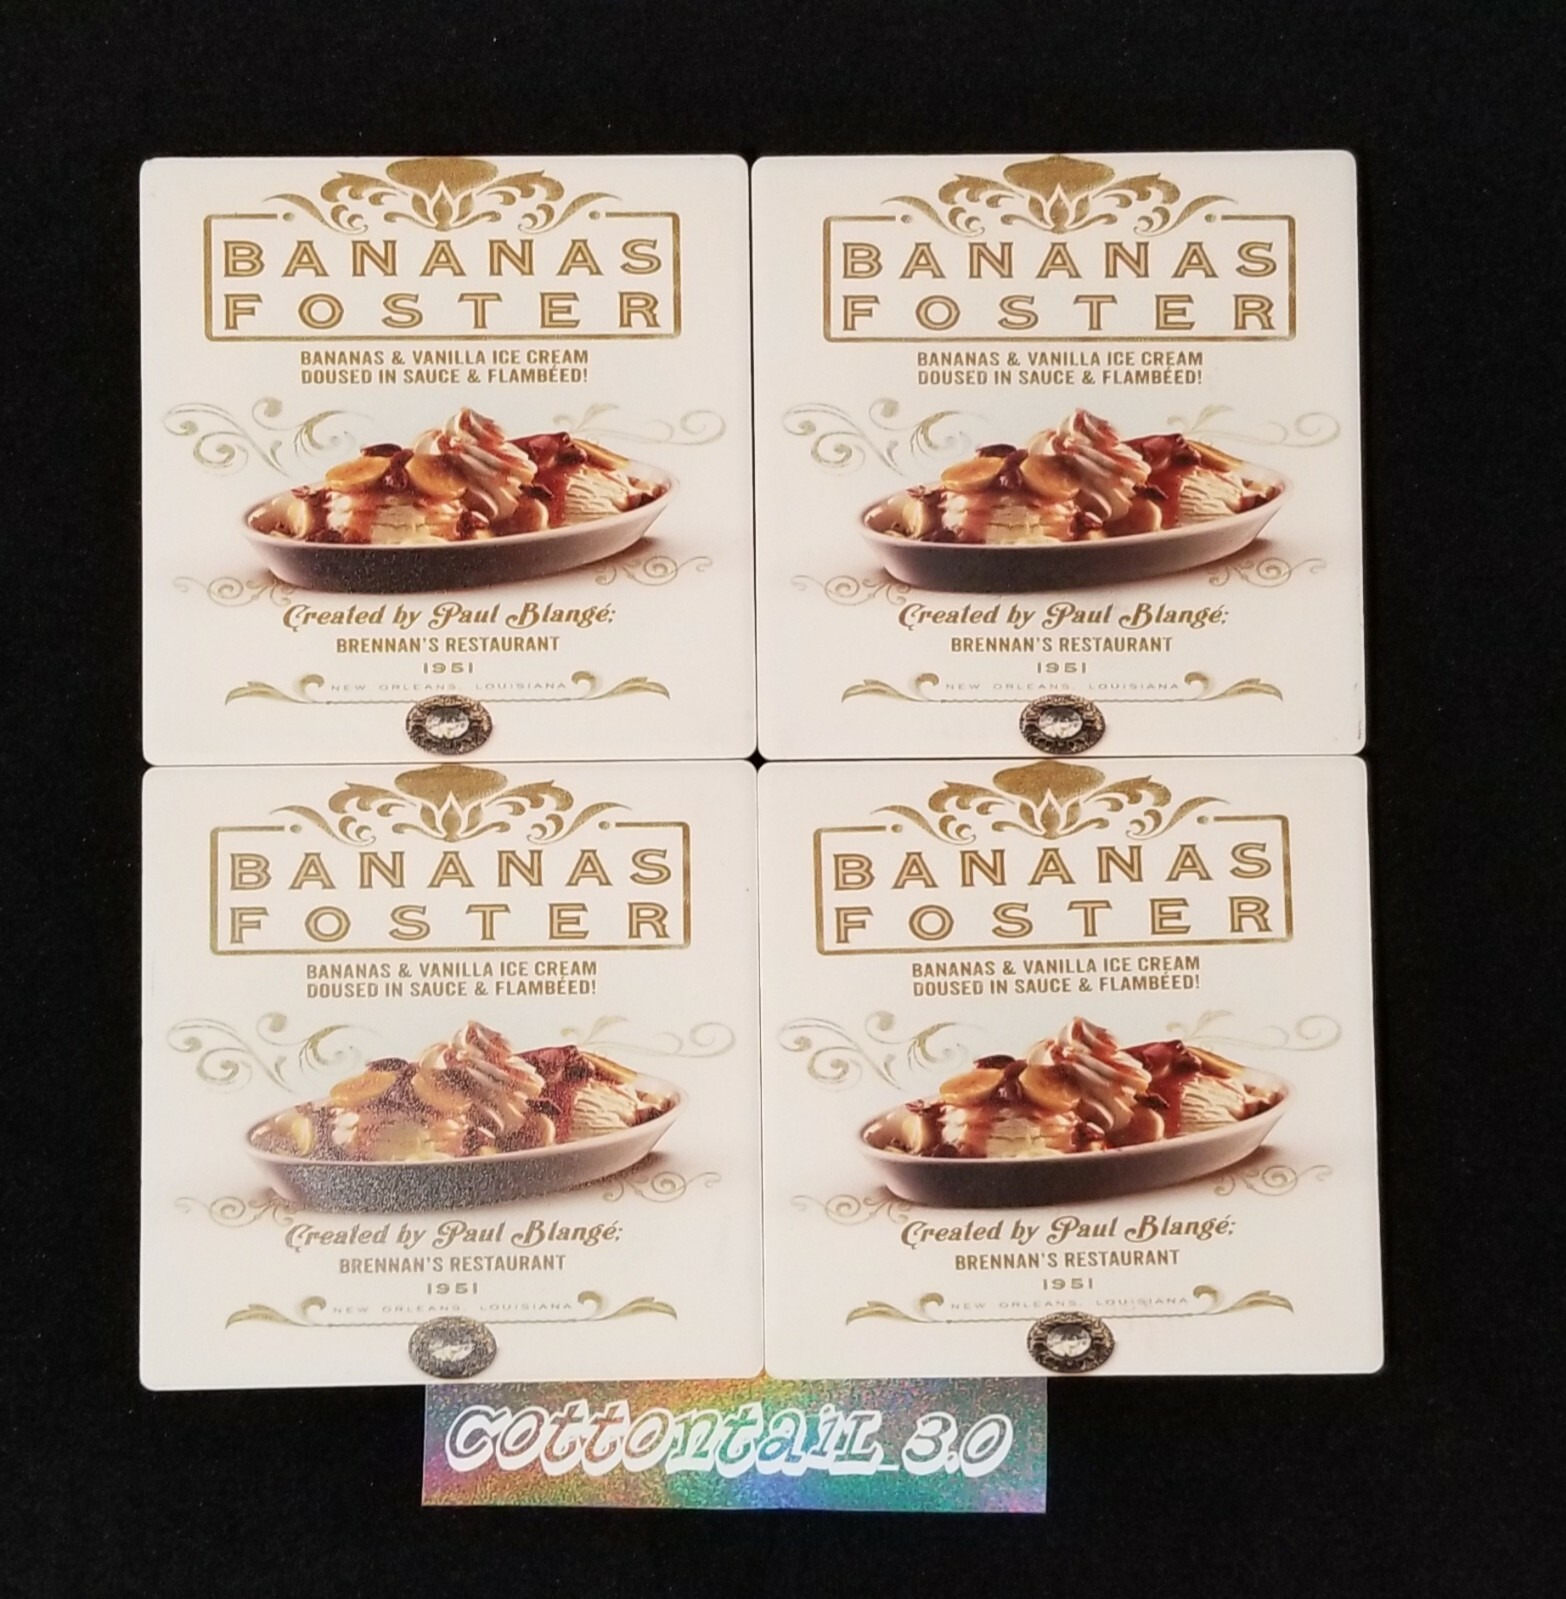 BANANAS
FOSTER
BANANAS & VANILLA ICE CREAM
DOUSED IN SAUCE & FLAMBÉED!
Created by Paul Blangé;
BRENNAN'S RESTAURANT
1951
NEW ORLEANS, LOUISIANA
BANANAS
FOSTER
BANANAS & VANILLA ICE CREAM
DOUSED IN SAUCE & FLAMBÉED!
Created by Paul Blangé;
BRENNAN'S RESTAURANT
1951
NEW ORLEANS, LOUISIANA
BANANAS
FOSTER
BANANAS & VANILLA ICE CREAM
DOUSED IN SAUCE & FLAMBÉED!
Created by Paul Blangé;
BRENNAN'S RESTAURANT
1951
NEW ORLEANS, LOUISIANA
BANANAS
FOSTER
BANANAS & VANILLA ICE CREAM
DOUSED IN SAUCE & FLAMBÉED!
Created by Paul Blangé;
BRENNAN'S RESTAURANT
1951
NEW ORLEANS, LOUISIANA
cottontail_3.0